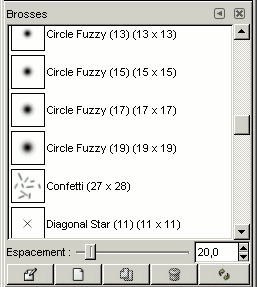 Brosses
Circle Fuzzy (13) (13 x 13)
Circle Fuzzy (15) (15 x 15)
Circle Fuzzy (17) (17 x 17)
Circle Fuzzy (19) (19 x 19)
Confetti (27 x 28)
Diagonal Star (11) (11 x 11)
Espacement : 20,0